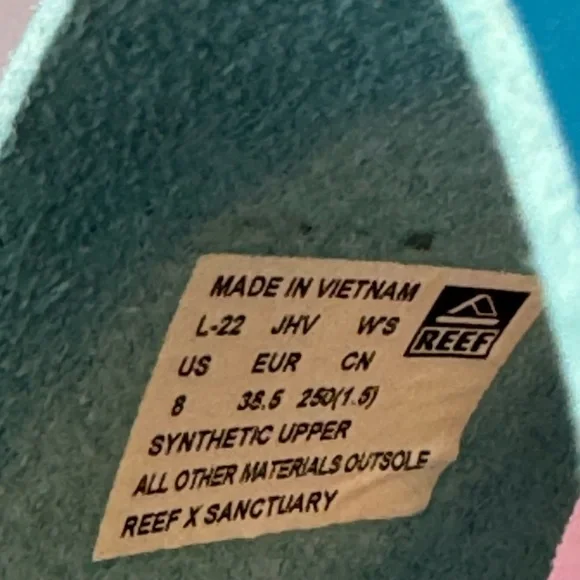 MADE IN VIETNAM
L-22 JHV W'S
REEF
US EUR CN
8 38.5 250(1.5)
SYNTHETIC UPPER
ALL OTHER MATERIALS OUTSOLE
REEF X SANCTUARY